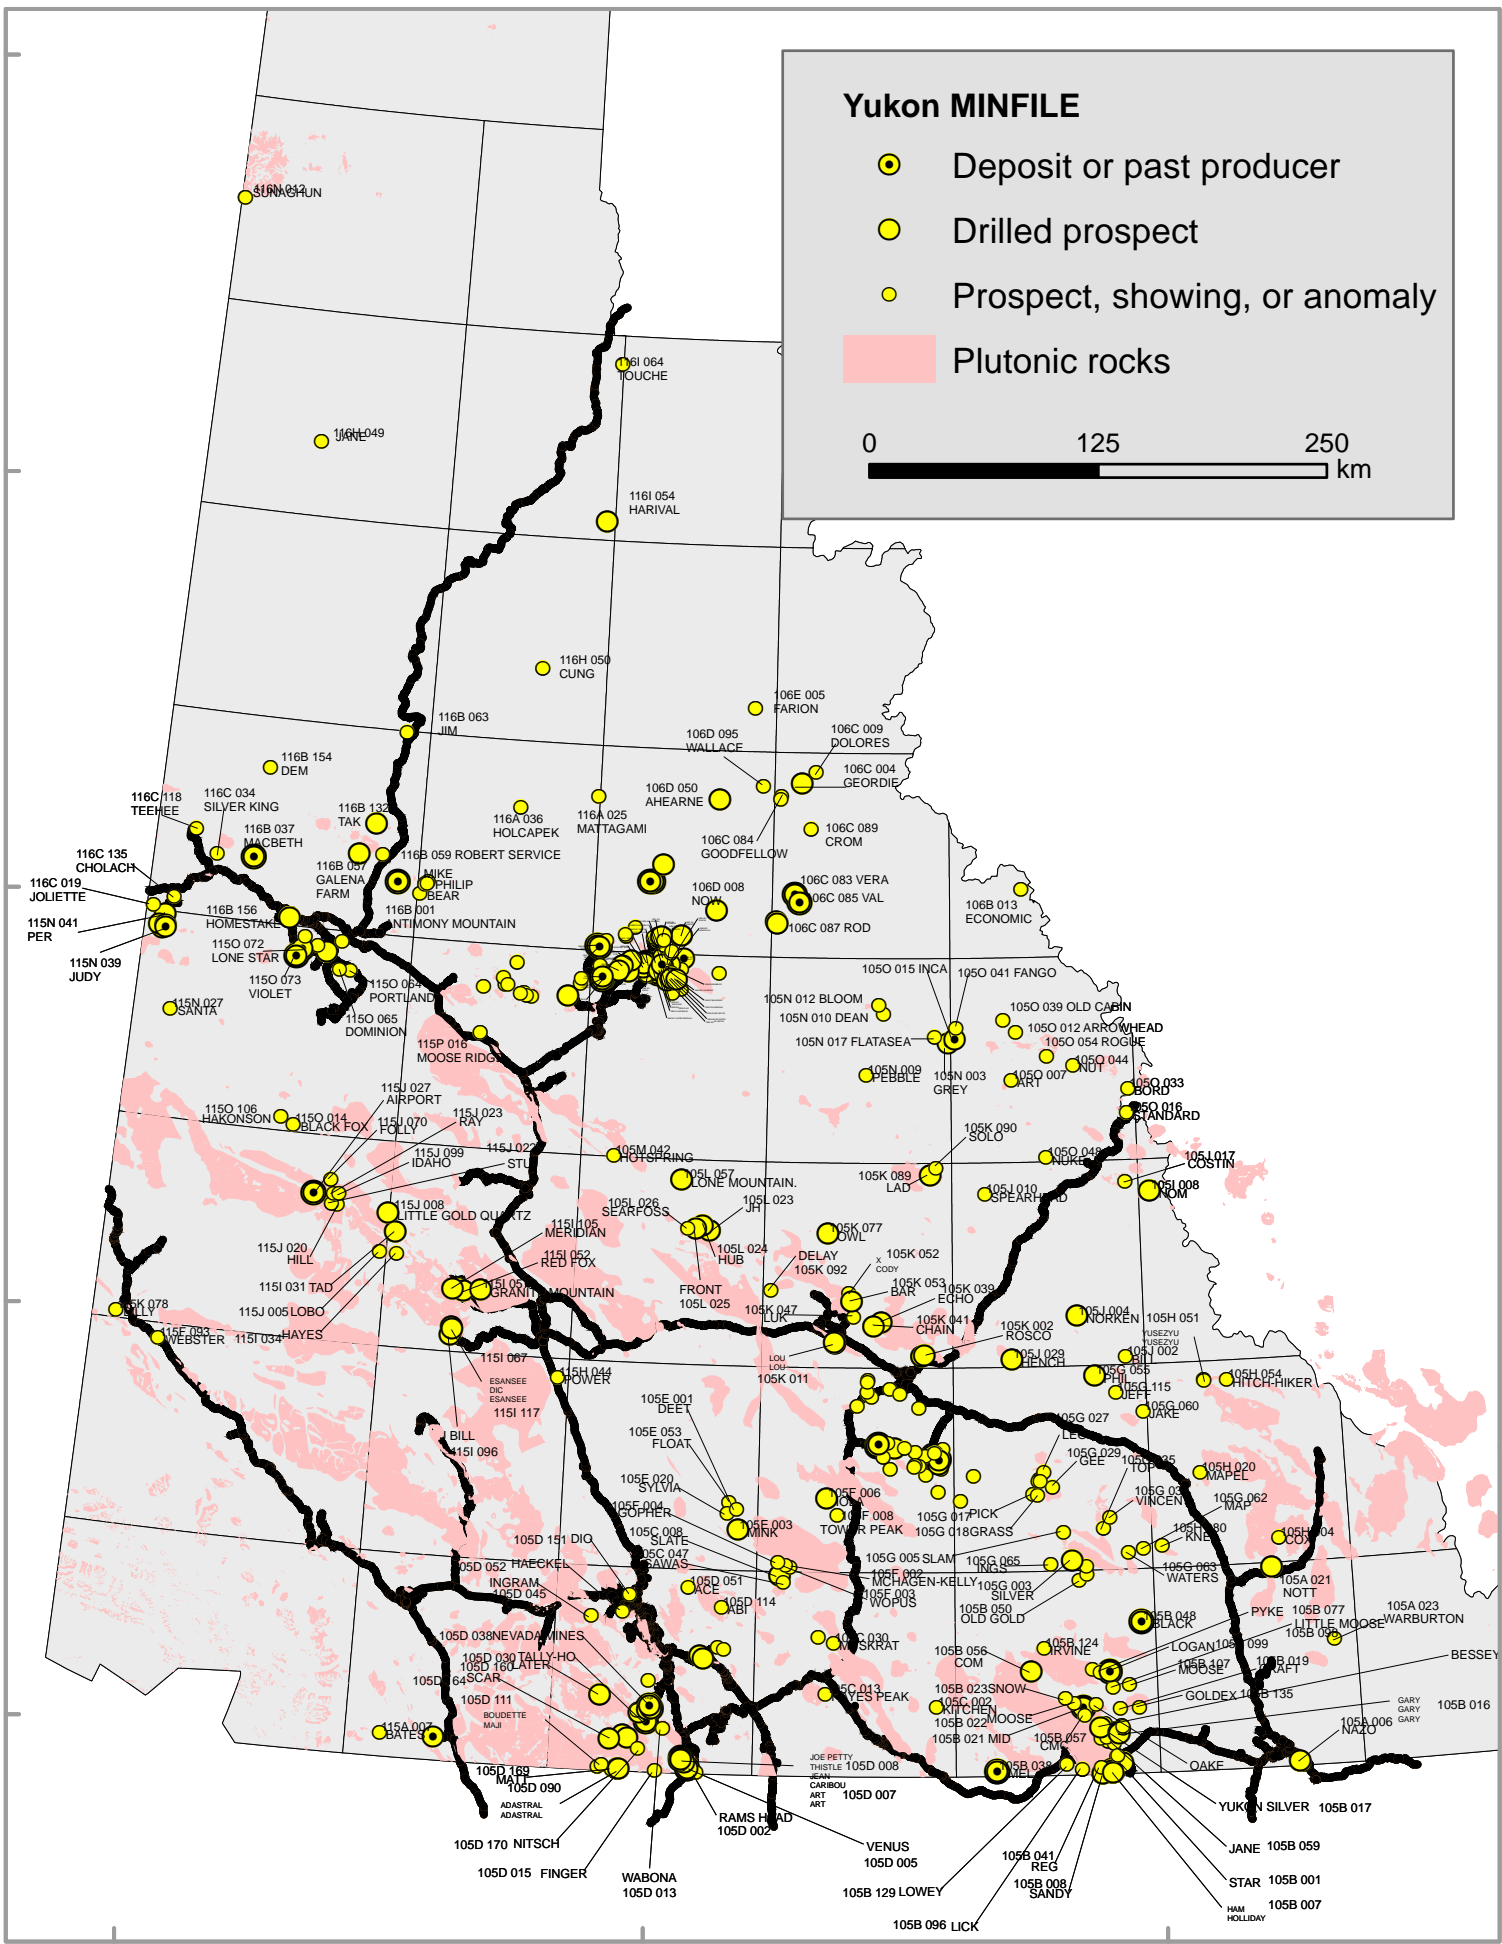 Yukon MINFILE
Deposit or past producer
Drilled prospect
Prospect, showing, or anomaly
Plutonic rocks
0 125 250
km
116N 012
SUNAGHUN
116I 064
TOUCHE
116H 049
JANE
116I 054
HARIVAL
116H 050
CUNG
106E 005
FARION
116B 063
JIM
106D 095
WALLACE
106C 009
DOLORES
116B 154
DEM
106C 004
GEORDIE
116C 118
TEEHEE
116C 034
SILVER KING
106D 050
AHEARNE
116B 132
TAK
116A 036
HOLCAPEK
116A 025
MATTAGAMI
116B 037
MACBETH
106C 089
CROM
106C 084
GOODFELLOW
116C 135
CHOLACH
116B 059 ROBERT SERVICE
116B 057
GALENA
FARM
MIKE
PHILIP
BEAR
116C 019
JOLIETTE
106D 008
NOW
106C 083 VERA
106C 085 VAL
106B 013
ECONOMIC
115N 041
PER
116B 156
HOMESTAKE
116B 001
ANTIMONY MOUNTAIN
106C 087 ROD
115O 072
LONE STAR
115N 039
JUDY
115O 073
VIOLET
115O 064
PORTLAND
105O 015 INCA
105O 041 FANGO
115N 027
SANTA
115O 065
DOMINION
105N 012 BLOOM
105N 010 DEAN
105O 039 OLD CABIN
105O 012 ARROWHEAD
105N 017 FLATASEA
105O 054 ROGUE
115P 016
MOOSE RIDGE
105O 044
NUT
105N 009
PEBBLE
105N 003
GREY
105O 007
ART
105O 033
BORD
115J 027
AIRPORT
115O 106
HAKONSON
115O 014
BLACK FOX
115J 070
FOLLY
115J 023
RAY
105O 016
STANDARD
105K 090
SOLO
115J 099
IDAHO
115J 022
STU
105M 042
HOTSPRING
105O 048
NUKE
105J 017
COSTIN
105L 057
LONE MOUNTAIN.
105K 089
LAD
105J 010
SPEARHEAD
105I 008
NOM
115J 008
LITTLE GOLD QUARTZ
105L 026
SEARFOSS
105L 023
JH
115I 105
MERIDIAN
105K 077
OWL
115J 020
HILL
115I 052
RED FOX
105L 024
HUB
DELAY
105K 092
X
CODY
105K 052
115I 031 TAD
115I 051
GRANITE MOUNTAIN
FRONT
105L 025
105K 053
BAR
105K 039
ECHO
115J 005 LOBO
115K 078
LILLY
105K 047
LUK
105K 041
CHAIN
105K 002
ROSCO
105J 004
NORKEN
105H 051
YUSEZYU
YUSEZYU
115F 093
WEBSTER
115I 034
HAYES
105J 002
BILL
115I 067
LOU
LOU
105K 011
105J 029
HENCH
105G 055
PHIL
105H 054
HITCH-HIKER
115H 044
POWER
ESANSEE
DIC
ESANSEE
115I 117
105G 115
JEFF
105E 001
DEET
105G 060
JAKE
105G 027
BILL
115I 096
105E 053
FLOAT
105G 029
GEE
TOP
105H 020
MAPEL
105E 020
SYLVIA
105F 006
IOLA
VINCENT
105G 062
MAP
105F 004
GOPHER
105G 017
PICK
105F 008
TOWER PEAK
105G 018 GRASS
105E 003
MINK
105H 004
COX
105D 151 DIO
105C 008
SLATE
105C 047
SAWAS
105G 005 SLAM
105G 065
INGS
105D 052
HAECKEL
105F 002
MCHAGEN-KELLY
105G 003
SILVER
105G 063
WATERS
INGRAM
105D 045
105D 051
ACE
105F 003
WOPUS
105B 050
OLD GOLD
105A 021
NOTT
105D 114
ABI
105B 048
BLACK
PYKE
105B 077
LITTLE MOOSE
105A 023
WARBURTON
105D 038 NEVADA MINES
105C 030
MUSKRAT
105B 124
IRVINE
LOGAN
105D 030 TALLY-HO
105D 160 LATER
SCAR
105B 056
COM
105B 107
MOOSE
105B 019
BESSEY
105D 111
105C 013
HAYES PEAK
105B 023 SNOW
105C 002
KITCHEN
GOLDEX 105B 135
BOUDETTE
MAJI
MOOSE
105B 022
GARY
GARY
GARY
105B 016
115A 007
BATES
105B 021 MID
105B 057
105A 006
NAZO
105D 169
MATT
105D 090
JOE PETTY
THISTLE
JEAN
CARIBOU
ART
ART
105D 008
105D 007
105B 038
MEL
OAKE
ADASTRAL
ADASTRAL
RAMS HEAD
105D 002
YUKON SILVER 105B 017
105D 170 NITSCH
VENUS
105D 005
JANE 105B 059
105D 015 FINGER
WABONA
105D 013
105B 041
REG
105B 008
SANDY
STAR 105B 001
105B 129 LOWEY
HAM
HOLLIDAY
105B 007
105B 096 LICK